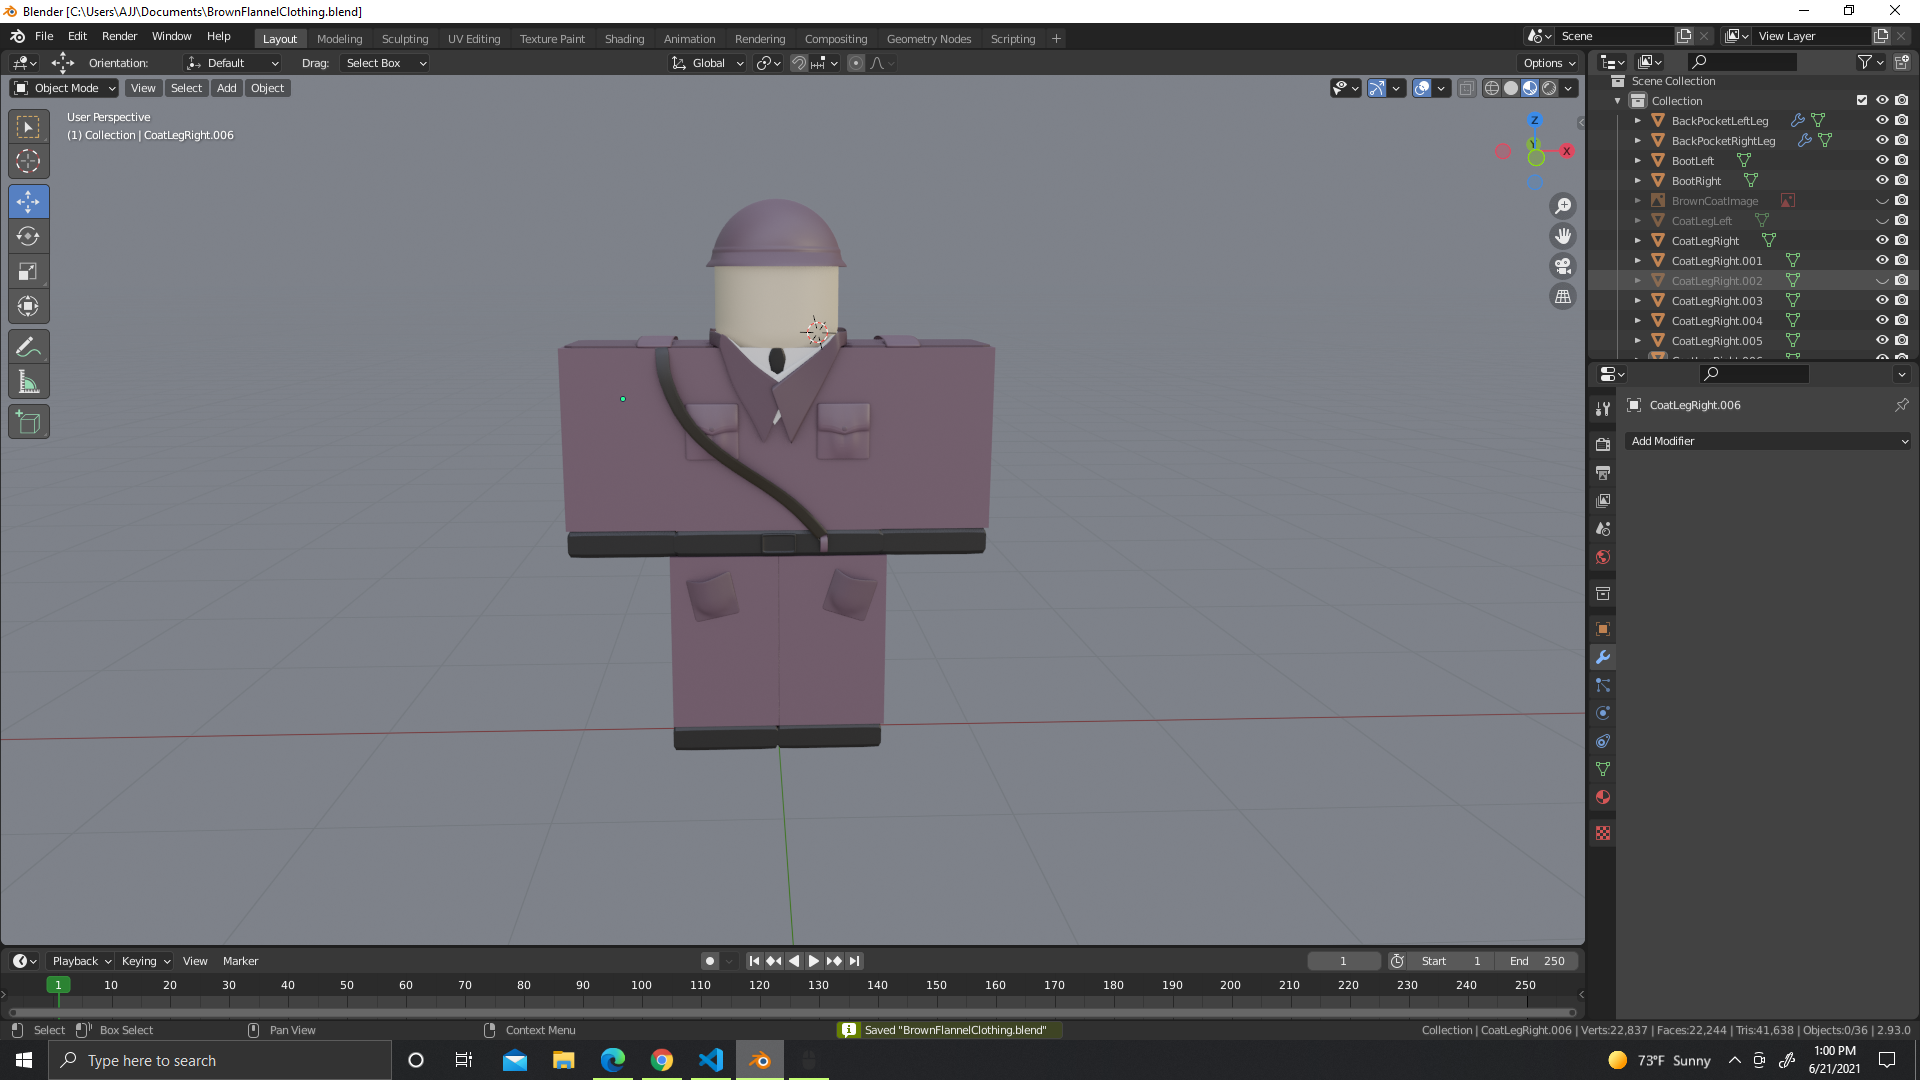 Blender [C:\Users\AJJ\Documents\BrownFlannelClothing.blend]
File Edit Render Window Help Layout Modeling Sculpting UV Editing Texture Paint Shading Animation Rendering Compositing Geometry Nodes Scripting + Scene View Layer
Orientation: Default Drag: Select Box Global Options
Object Mode View Select Add Object
User Perspective
(1) Collection | CoatLegRight.006
Z
Y
X
Scene Collection
Collection
BackPocketLeftLeg
BackPocketRightLeg
BootLeft
BootRight
BrownCoatImage
CoatLegLeft
CoatLegRight
CoatLegRight.001
CoatLegRight.002
CoatLegRight.003
CoatLegRight.004
CoatLegRight.005
CoatLegRight.006
CoatLegRight.006
Add Modifier
Playback Keying View Marker 1 Start 1 End 250
1 10 20 30 40 50 60 70 80 90 100 110 120 130 140 150 160 170 180 190 200 210 220 230 240 250
Select Box Select Pan View Context Menu Saved "BrownFlannelClothing.blend" Collection | CoatLegRight.006 | Verts:22,837 | Faces:22,244 | Tris:41,638 | Objects:0/36 | 2.93.0
Type here to search 73°F Sunny 1:00 PM
6/21/2021